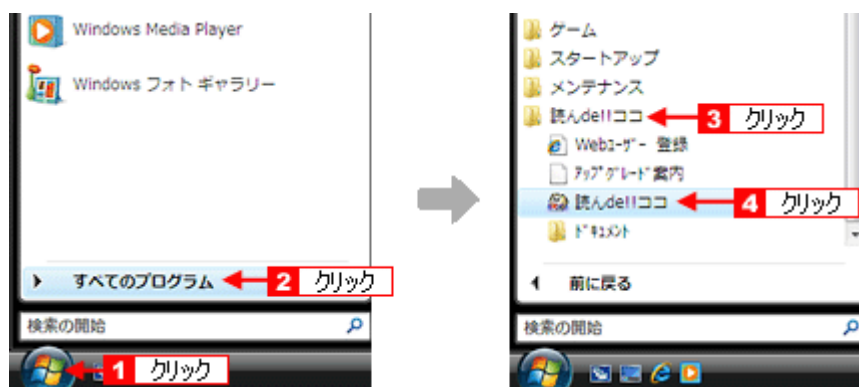 Windows Media Player
Windows フォト ギャラリー
すべてのプログラム
2 クリック
検索の開始
1 クリック
ゲーム
スタートアップ
メンテナンス
読んde!!ココ
3 クリック
Webユーザー 登録
アップグレード案内
読んde!!ココ
4 クリック
ドキュメント
前に戻る
検索の開始